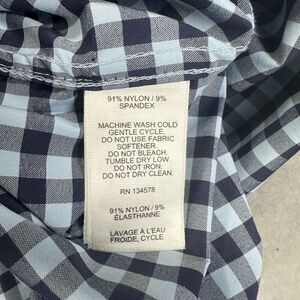 91% NYLON / 9%
SPANDEX
MACHINE WASH COLD
GENTLE CYCLE.
DO NOT USE FABRIC
SOFTENER.
DO NOT BLEACH.
TUMBLE DRY LOW.
DO NOT IRON.
DO NOT DRY CLEAN.
RN 134578
91% NYLON / 9%
ÉLASTHANNE
LAVAGE À L'EAU
FROIDE, CYCLE